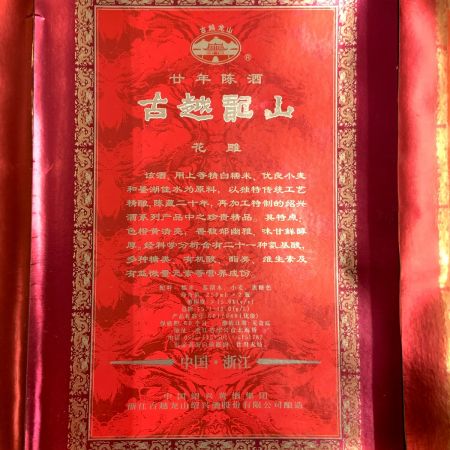 古越龙山
®
廿年陈酒
古越龍山
花雕
该酒,用上等精白糯米、优良小麦
和鉴湖佳水为原料,以独特传统工艺
精酿,陈藏二十年,再加工特制的绍兴
酒系列产品中之珍贵精品。其特点,
色橙黄清亮,香馥郁幽雅,味甘鲜醇
厚,经科学分析含有二十一种氨基酸,
多种糖类、有机酸、酯类、维生素及
有益微量元素等营养成份。
中国·浙江
中国绍兴黄酒集团
浙江古越龙山绍兴酒股份有限公司酿造